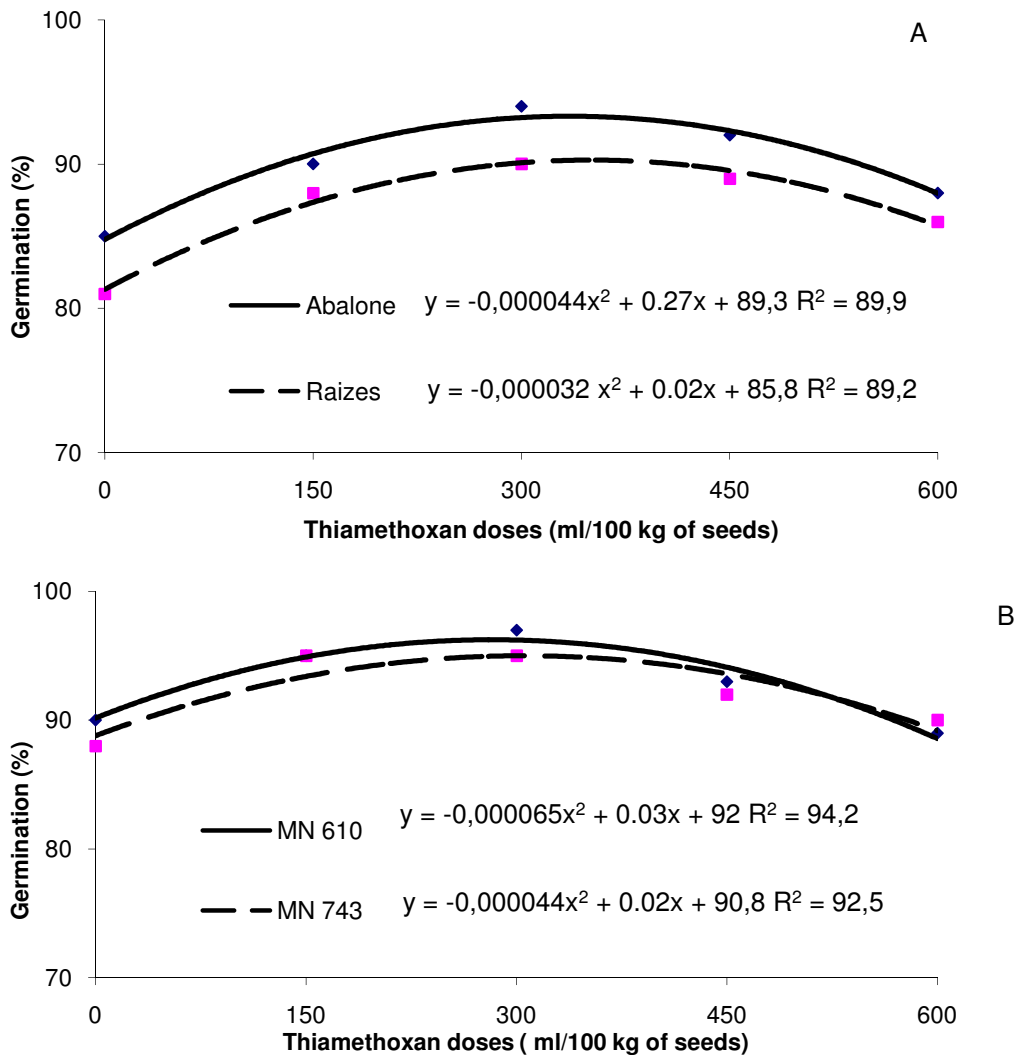 100
A
90
80
70
Germination (%)
Abalone y = -0,000044x² + 0.27x + 89,3 R² = 89,9
Raizes y = -0,000032 x² + 0.02x + 85,8 R² = 89,2
0 150 300 450 600
Thiamethoxan doses (ml/100 kg of seeds)
100
B
90
80
70
Germination (%)
MN 610 y = -0,000065x² + 0.03x + 92 R² = 94,2
MN 743 y = -0,000044x² + 0.02x + 90,8 R² = 92,5
0 150 300 450 600
Thiamethoxan doses ( ml/100 kg of seeds)